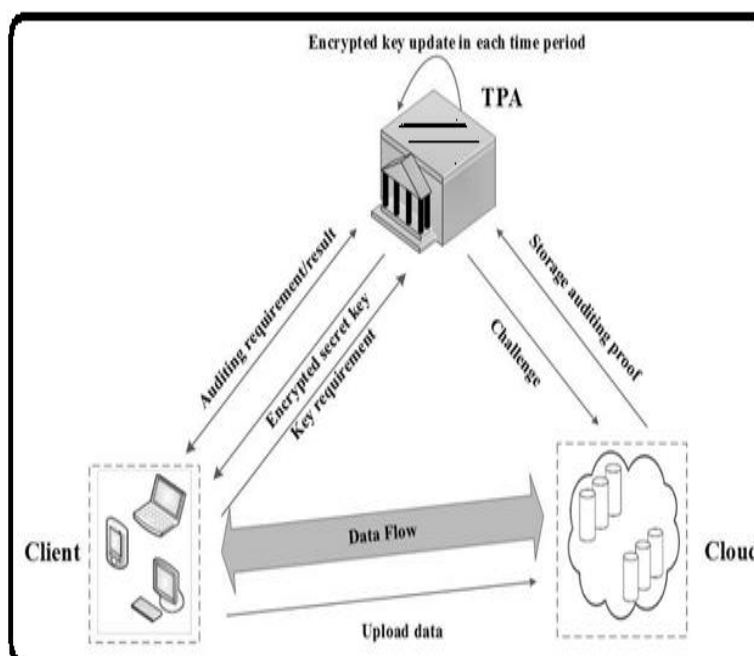 Encrypted key update in each time period
TPA
Auditing requirement/result
Encrypted secret key
Key requirement
Challenge
Storage auditing proof
Client
Data Flow
Cloud
Upload data